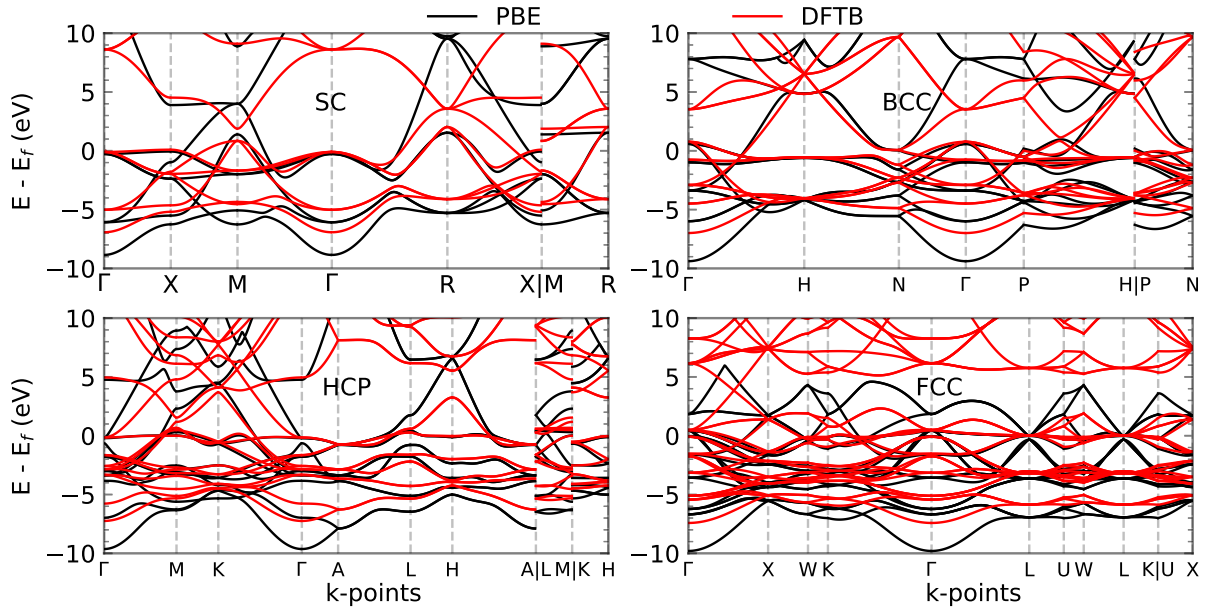 PBE DFTB
10
5
0
−5
−10
E - E_f (eV)
SC
Γ X M Γ R X|M R
10
5
0
−5
−10
BCC
Γ H N Γ P H|P N
10
5
0
−5
−10
E - E_f (eV)
HCP
Γ M K Γ A L H A|L M|K H
k-points
10
5
0
−5
−10
FCC
Γ X W K Γ L U W L K|U X
k-points